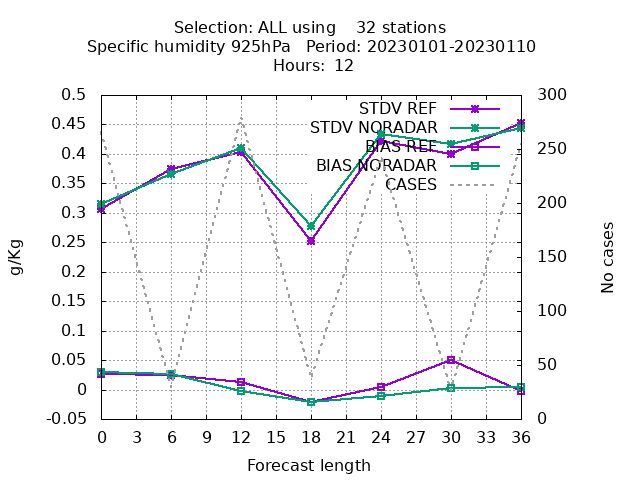 Selection: ALL using    32 stations
Specific humidity 925hPa   Period: 20230101-20230110
Hours: 12
STDV REF
STDV NORADAR
BIAS REF
BIAS NORADAR
CASES
0.5
0.45
0.4
0.35
0.3
0.25
0.2
0.15
0.1
0.05
0
-0.05
g/Kg
300
250
200
150
100
50
0
No cases
0 3 6 9 12 15 18 21 24 27 30 33 36
Forecast length